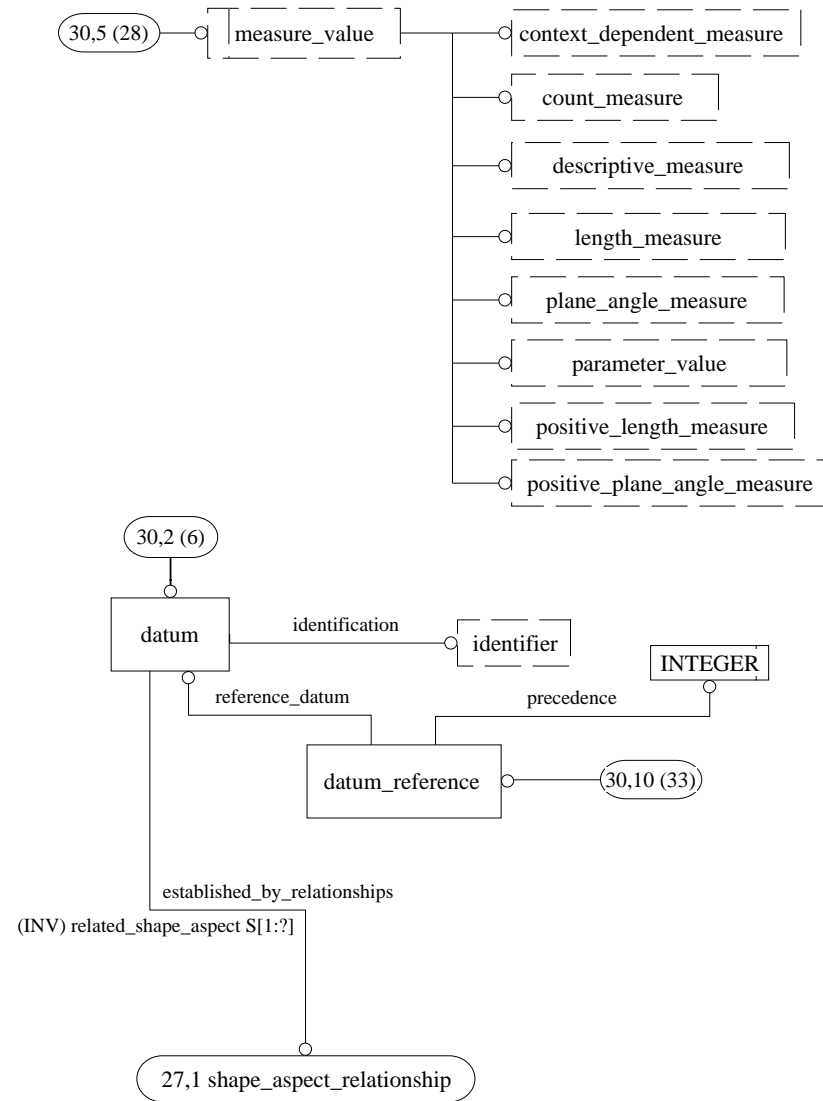 30,5 (28)
measure_value
context_dependent_measure
count_measure
descriptive_measure
length_measure
plane_angle_measure
parameter_value
positive_length_measure
positive_plane_angle_measure
30,2 (6)
datum
identification
identifier
INTEGER
reference_datum
precedence
datum_reference
30,10 (33)
established_by_relationships
(INV) related_shape_aspect S[1:?]
27,1 shape_aspect_relationship